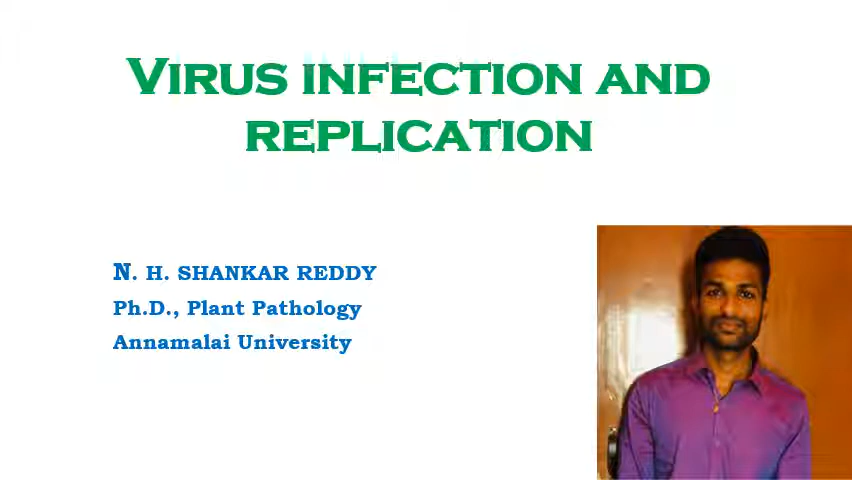 VIRUS INFECTION AND
REPLICATION
N. H. SHANKAR REDDY
Ph.D., Plant Pathology
Annamalai University